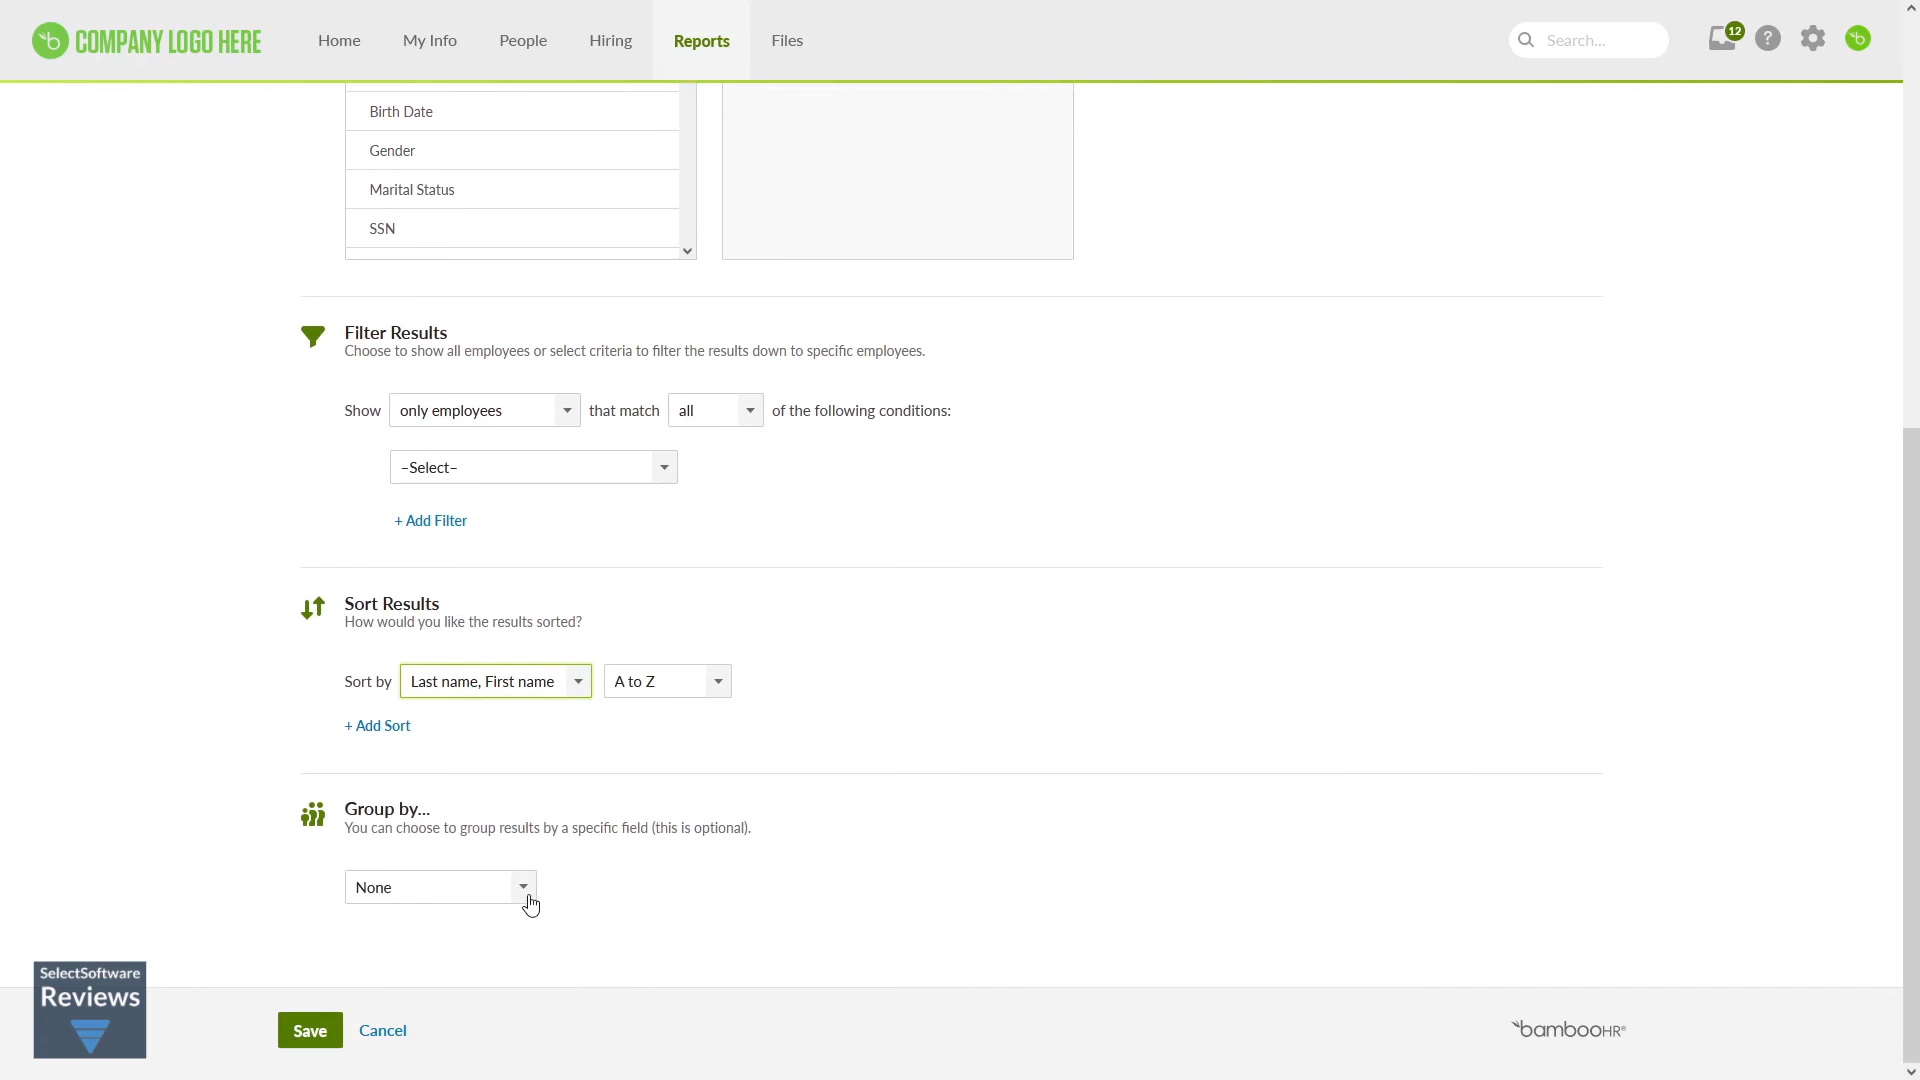 COMPANY LOGO HERE
Home My Info People Hiring Reports Files
Search...
12
?
Birth Date
Gender
Marital Status
SSN
Filter Results
Choose to show all employees or select criteria to filter the results down to specific employees.
Show only employees that match all of the following conditions:
–Select–
+ Add Filter
Sort Results
How would you like the results sorted?
Sort by Last name, First name A to Z
+ Add Sort
Group by...
You can choose to group results by a specific field (this is optional).
None
SelectSoftware
Reviews
Save Cancel
bambooHR®